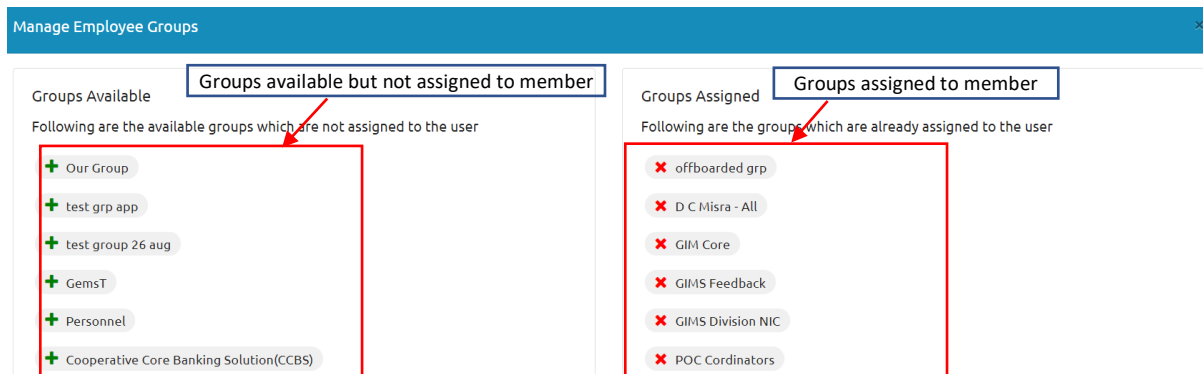 Manage Employee Groups
×
Groups available but not assigned to member
Groups Available
Following are the available groups which are not assigned to the user
Our Group
test grp app
test group 26 aug
GemsT
Personnel
Cooperative Core Banking Solution(CCBS)
Groups assigned to member
Groups Assigned
Following are the groups which are already assigned to the user
offboarded grp
D C Misra - All
GIM Core
GIMS Feedback
GIMS Division NIC
POC Cordinators